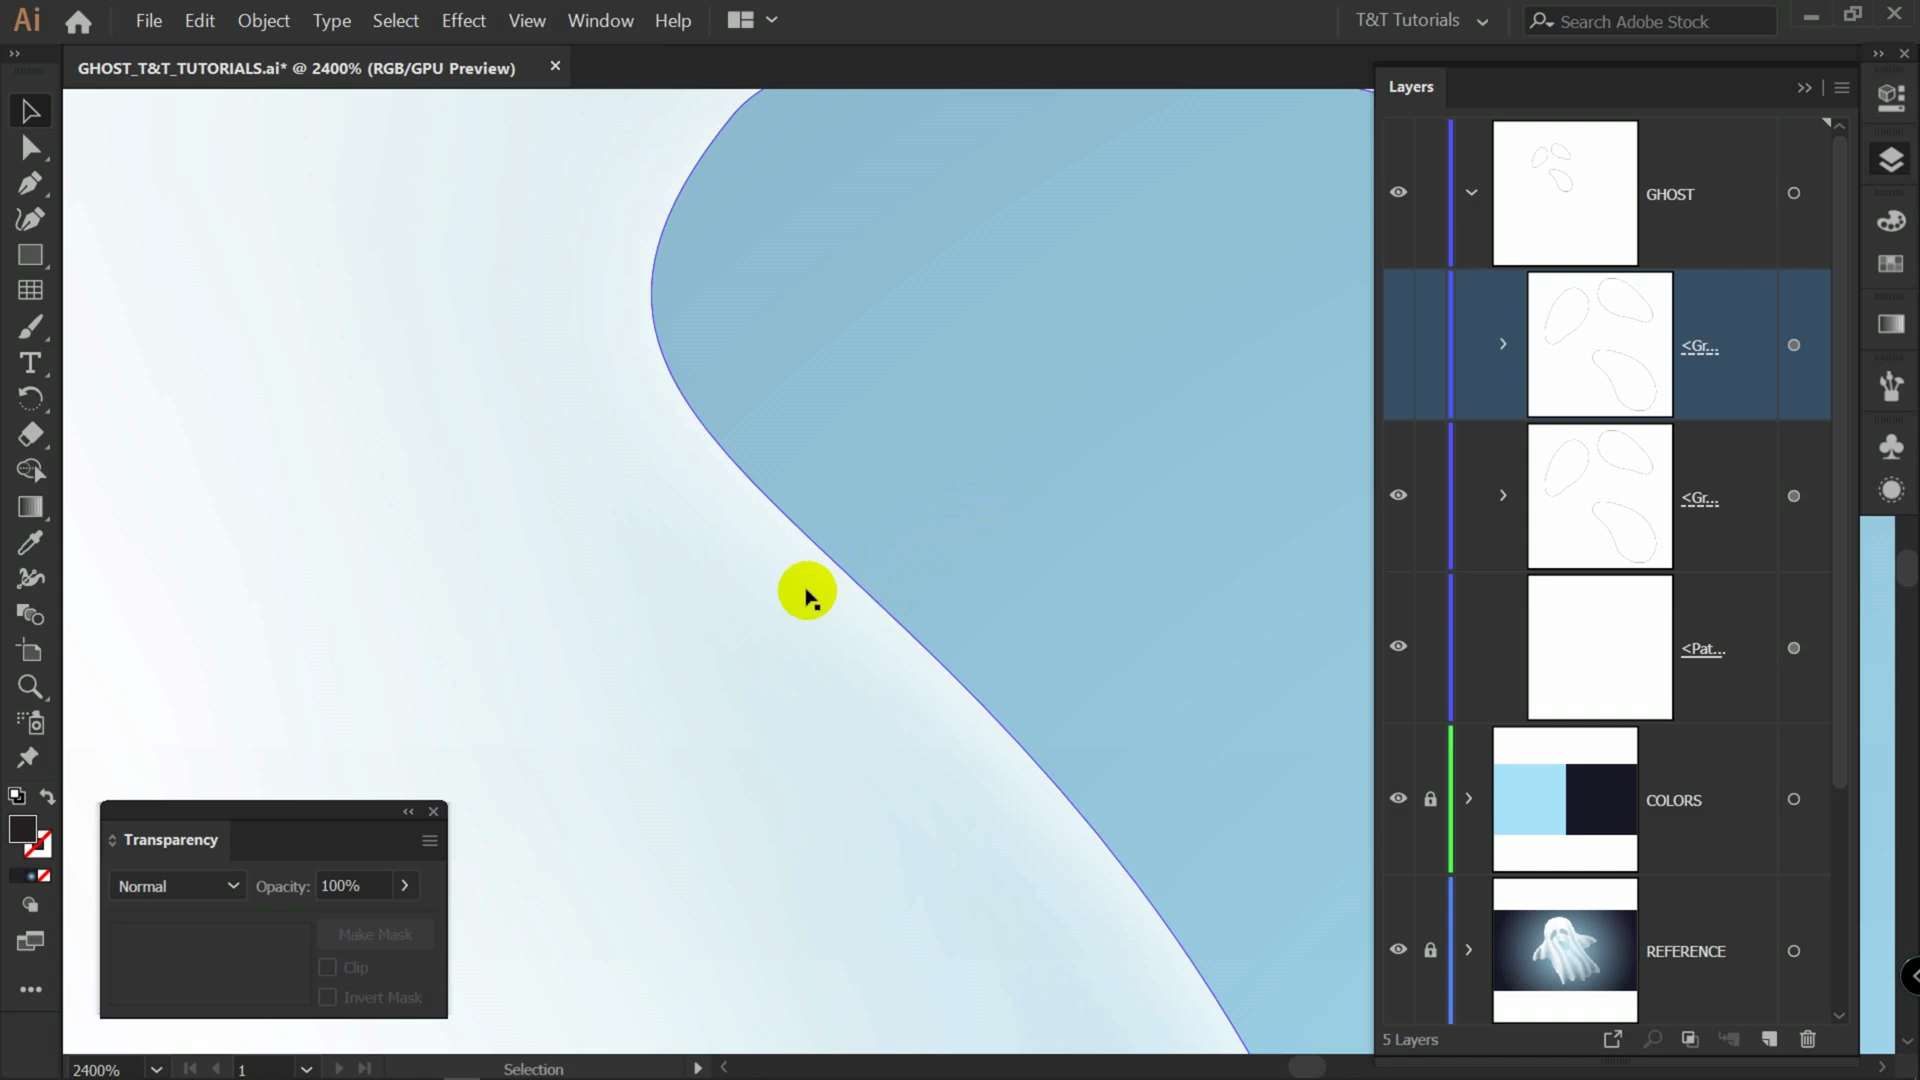 Ai
File Edit Object Type Select Effect View Window Help
T&T Tutorials
Search Adobe Stock
GHOST_T&T_TUTORIALS.ai* @ 2400% (RGB/GPU Preview)
Layers
GHOST
<Gr...
<Gr...
<Pat...
COLORS
REFERENCE
5 Layers
Transparency
Normal
Opacity: 100%
Make Mask
Clip
Invert Mask
2400%
1
Selection